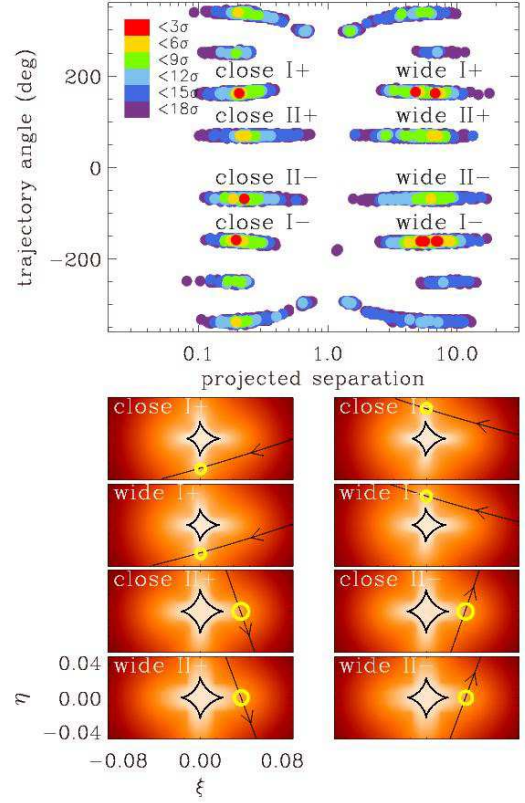 <3σ
<6σ
<9σ
<12σ
<15σ
<18σ
close I+
wide I+
close II+
wide II+
close II−
wide II−
close I−
wide I−
trajectory angle (deg)
200
0
−200
0.1
1.0
10.0
projected separation
close I+
close I−
wide I+
wide I−
close II+
close II−
wide II+
wide II−
η
0.04
0.00
−0.04
−0.08
0.00
0.08
ξ